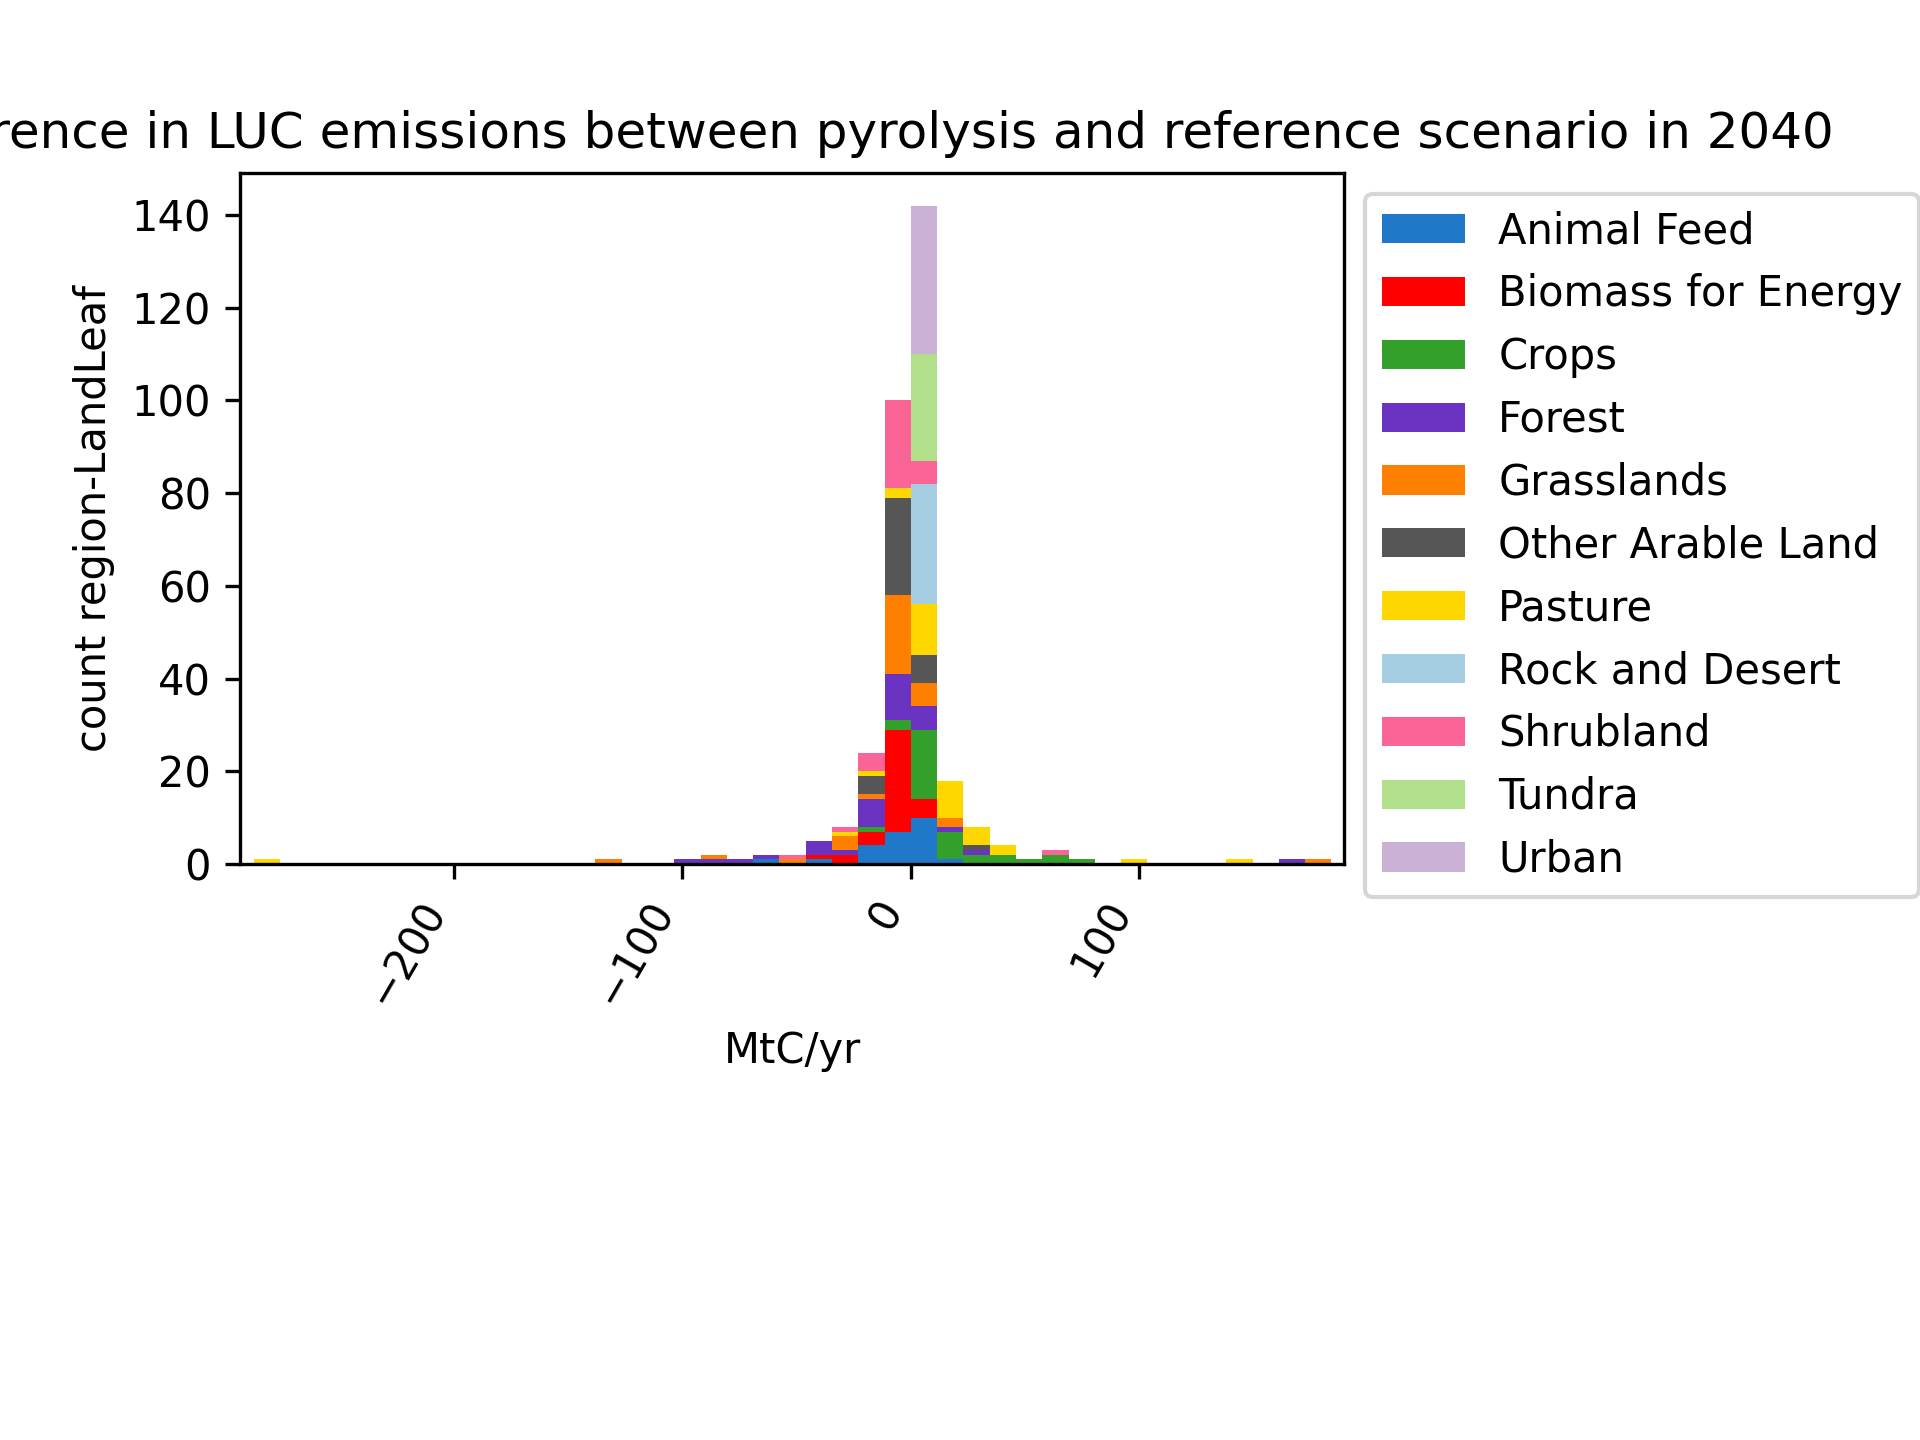 rence in LUC emissions between pyrolysis and reference scenario in 2040
count region-LandLeaf
140
120
100
80
60
40
20
0
−200
−100
0
100
MtC/yr
Animal Feed
Biomass for Energy
Crops
Forest
Grasslands
Other Arable Land
Pasture
Rock and Desert
Shrubland
Tundra
Urban